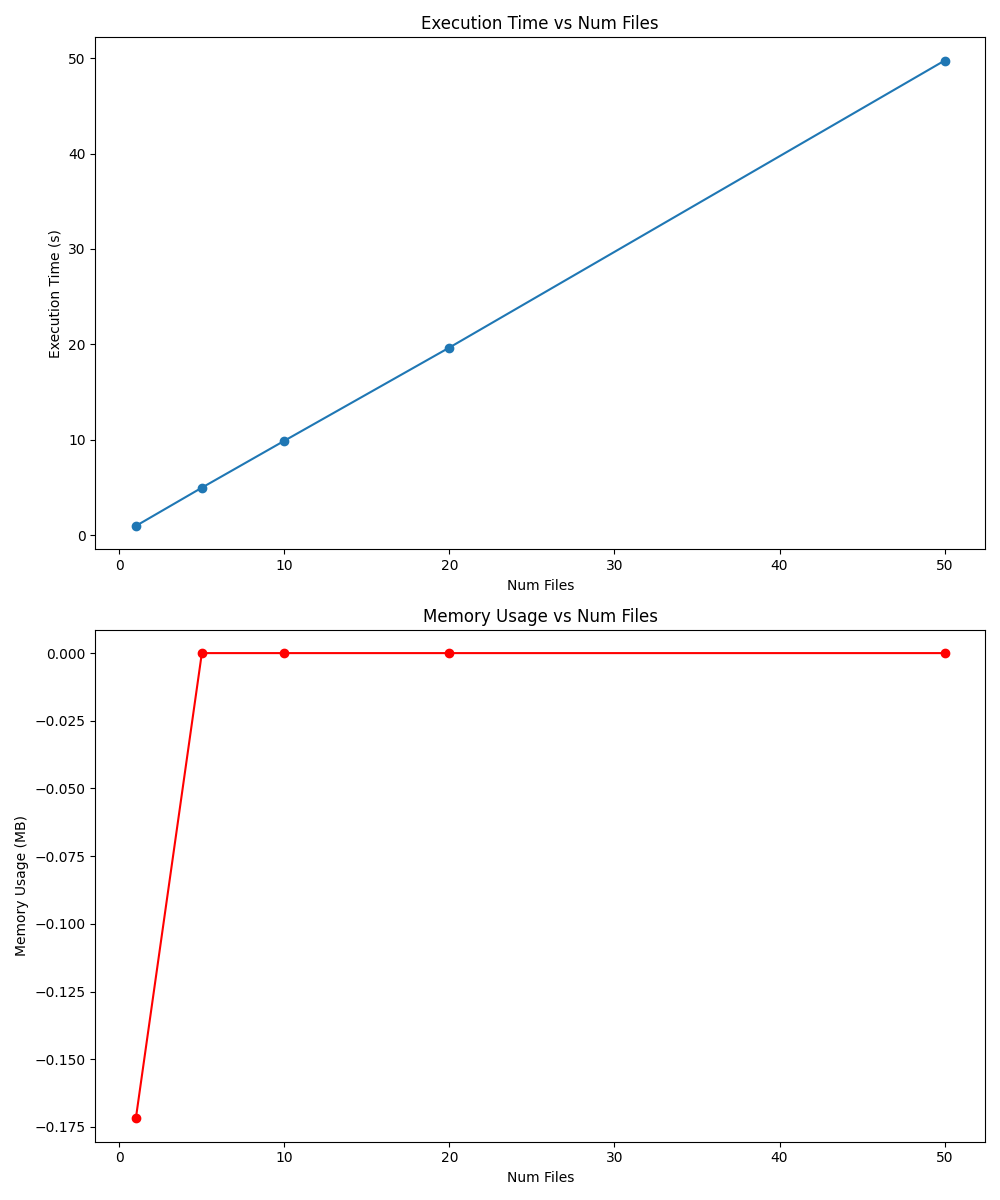 Execution Time vs Num Files
50
40
30
20
10
0
Execution Time (s)
0 10 20 30 40 50
Num Files
Memory Usage vs Num Files
0.000
−0.025
−0.050
−0.075
−0.100
−0.125
−0.150
−0.175
Memory Usage (MB)
0 10 20 30 40 50
Num Files